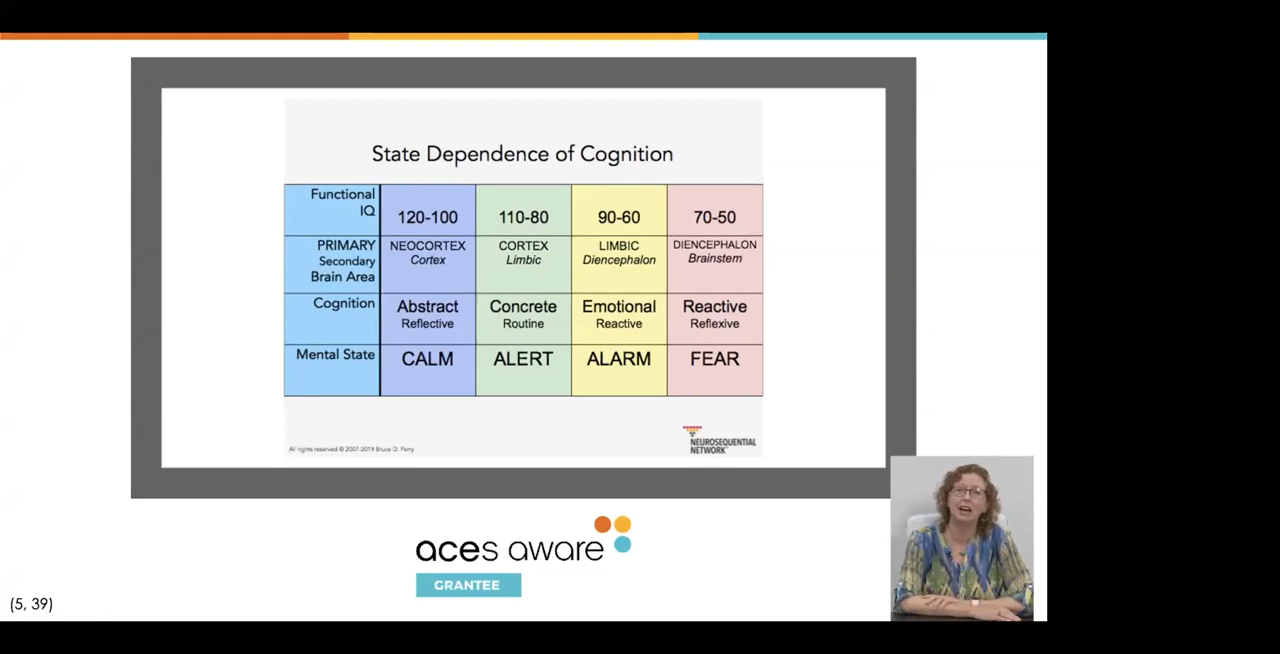 State Dependence of Cognition
Functional
IQ
120-100
110-80
90-60
70-50
PRIMARY
Secondary
Brain Area
NEOCORTEX
Cortex
CORTEX
Limbic
LIMBIC
Diencephalon
DIENCEPHALON
Brainstem
Cognition
Abstract
Reflective
Concrete
Routine
Emotional
Reactive
Reactive
Reflexive
Mental State
CALM
ALERT
ALARM
FEAR
All rights reserved © 2007-2019 Bruce D. Perry
NEUROSEQUENTIAL
NETWORK™
aces aware
GRANTEE
(5, 39)